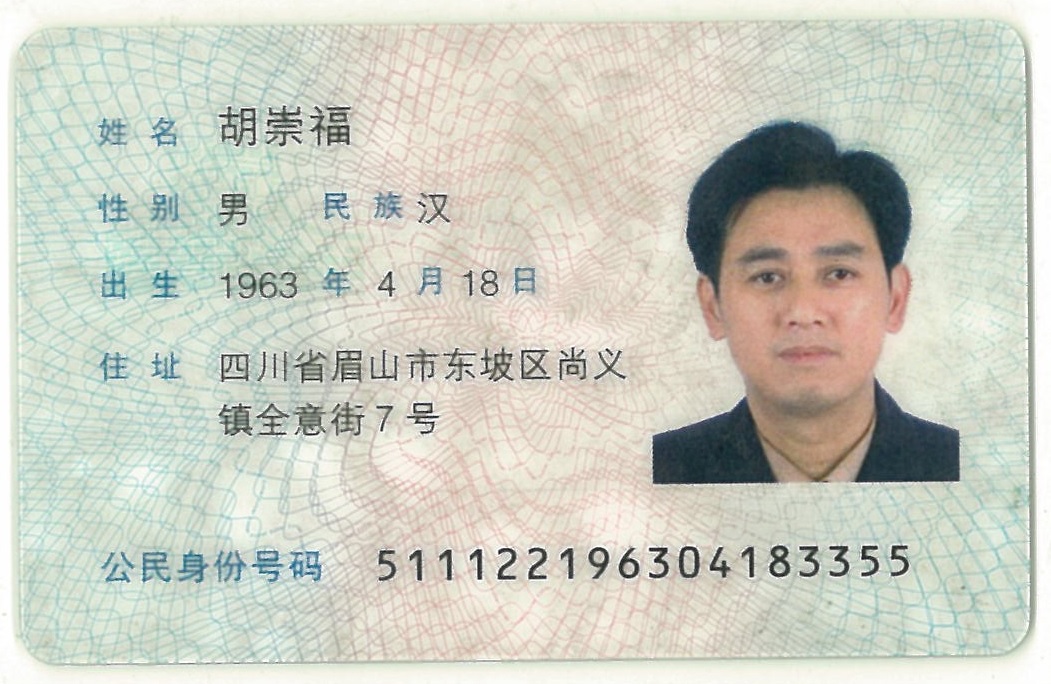 姓名 胡崇福
性别 男 民族 汉
出生 1963 年 4 月 18 日
住址 四川省眉山市东坡区尚义
镇全意街7号
公民身份号码 511122196304183355